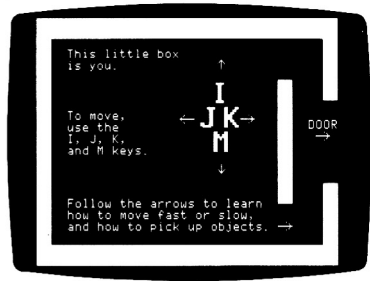 This little box
is you.
↑
I
To move,
use the
I, J, K,
and M keys.
← J K →
M
↓
DOOR
→
Follow the arrows to learn
how to move fast or slow,
and how to pick up objects. →